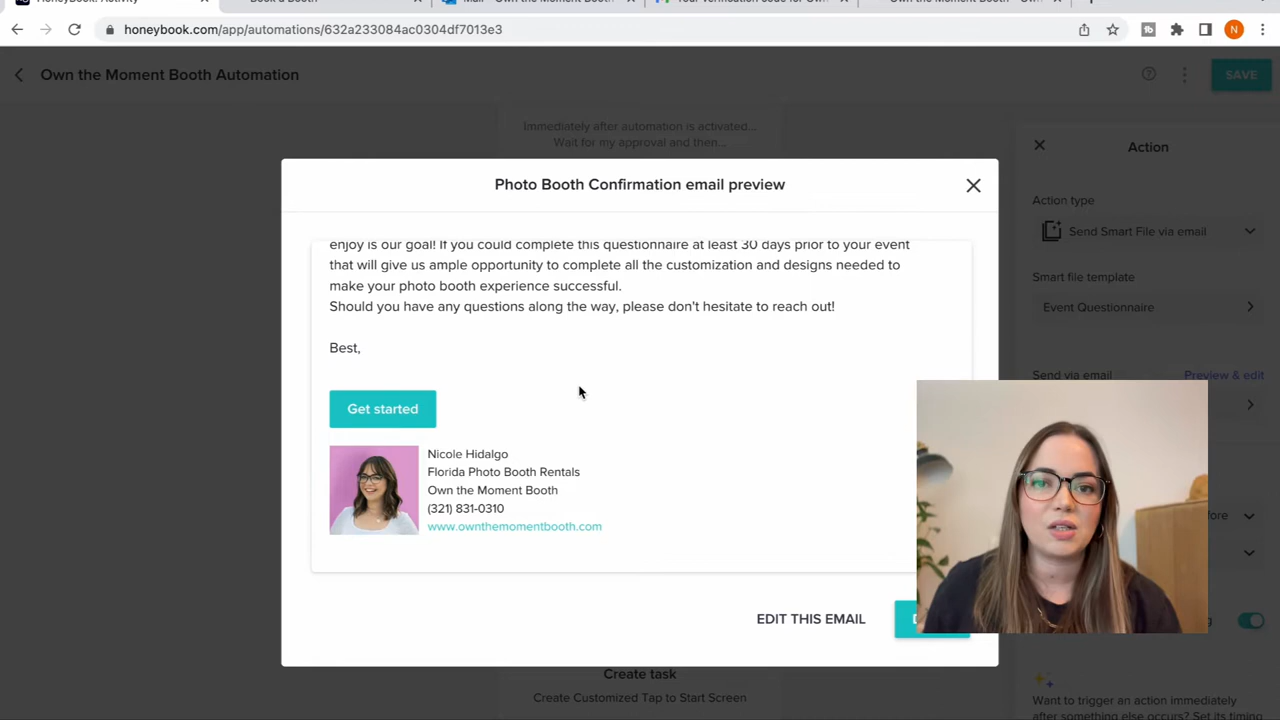 honeybook.com/app/automations/632a233084ac0304df7013e3
N
Own the Moment Booth Automation
SAVE
Immediately after automation is activated...
Wait for my approval and then...
Action
Photo Booth Confirmation email preview
enjoy is our goal! If you could complete this questionnaire at least 30 days prior to your event
that will give us ample opportunity to complete all the customization and designs needed to
make your photo booth experience successful.
Should you have any questions along the way, please don't hesitate to reach out!
Best,
Get started
Nicole Hidalgo
Florida Photo Booth Rentals
Own the Moment Booth
(321) 831-0310
www.ownthemomentbooth.com
EDIT THIS EMAIL
Action type
Send Smart File via email
Smart file template
Event Questionnaire
Send via email
Preview & edit
Create task
Create Customized Tap to Start Screen
Want to trigger an action immediately
after something else occurs? Set its timing